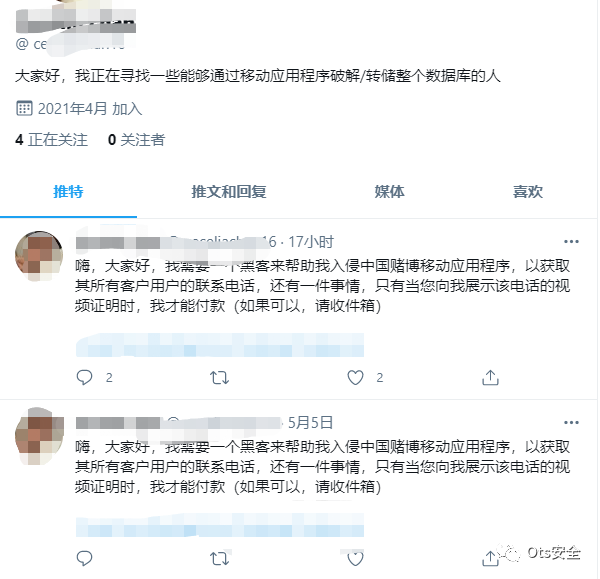 @ ce
大家好，我正在寻找一些能够通过移动应用程序破解/转储整个数据库的人
2021年4月 加入
4 正在关注 0 关注者
推特 推文和回复 媒体 喜欢
16 · 17小时
嗨，大家好，我需要一个黑客来帮助我入侵中国赌博移动应用程序，以获取
其所有客户用户的联系电话，还有一件事情，只有当您向我展示该电话的视
频证明时，我才能付款（如果可以，请收件箱）
2 2
· 5月5日
嗨，大家好，我需要一个黑客来帮助我入侵中国赌博移动应用程序，以获取
其所有客户用户的联系电话，还有一件事情，只有当您向我展示该电话的视
频证明时，我才能付款（如果可以，请收件箱）
Ots安全